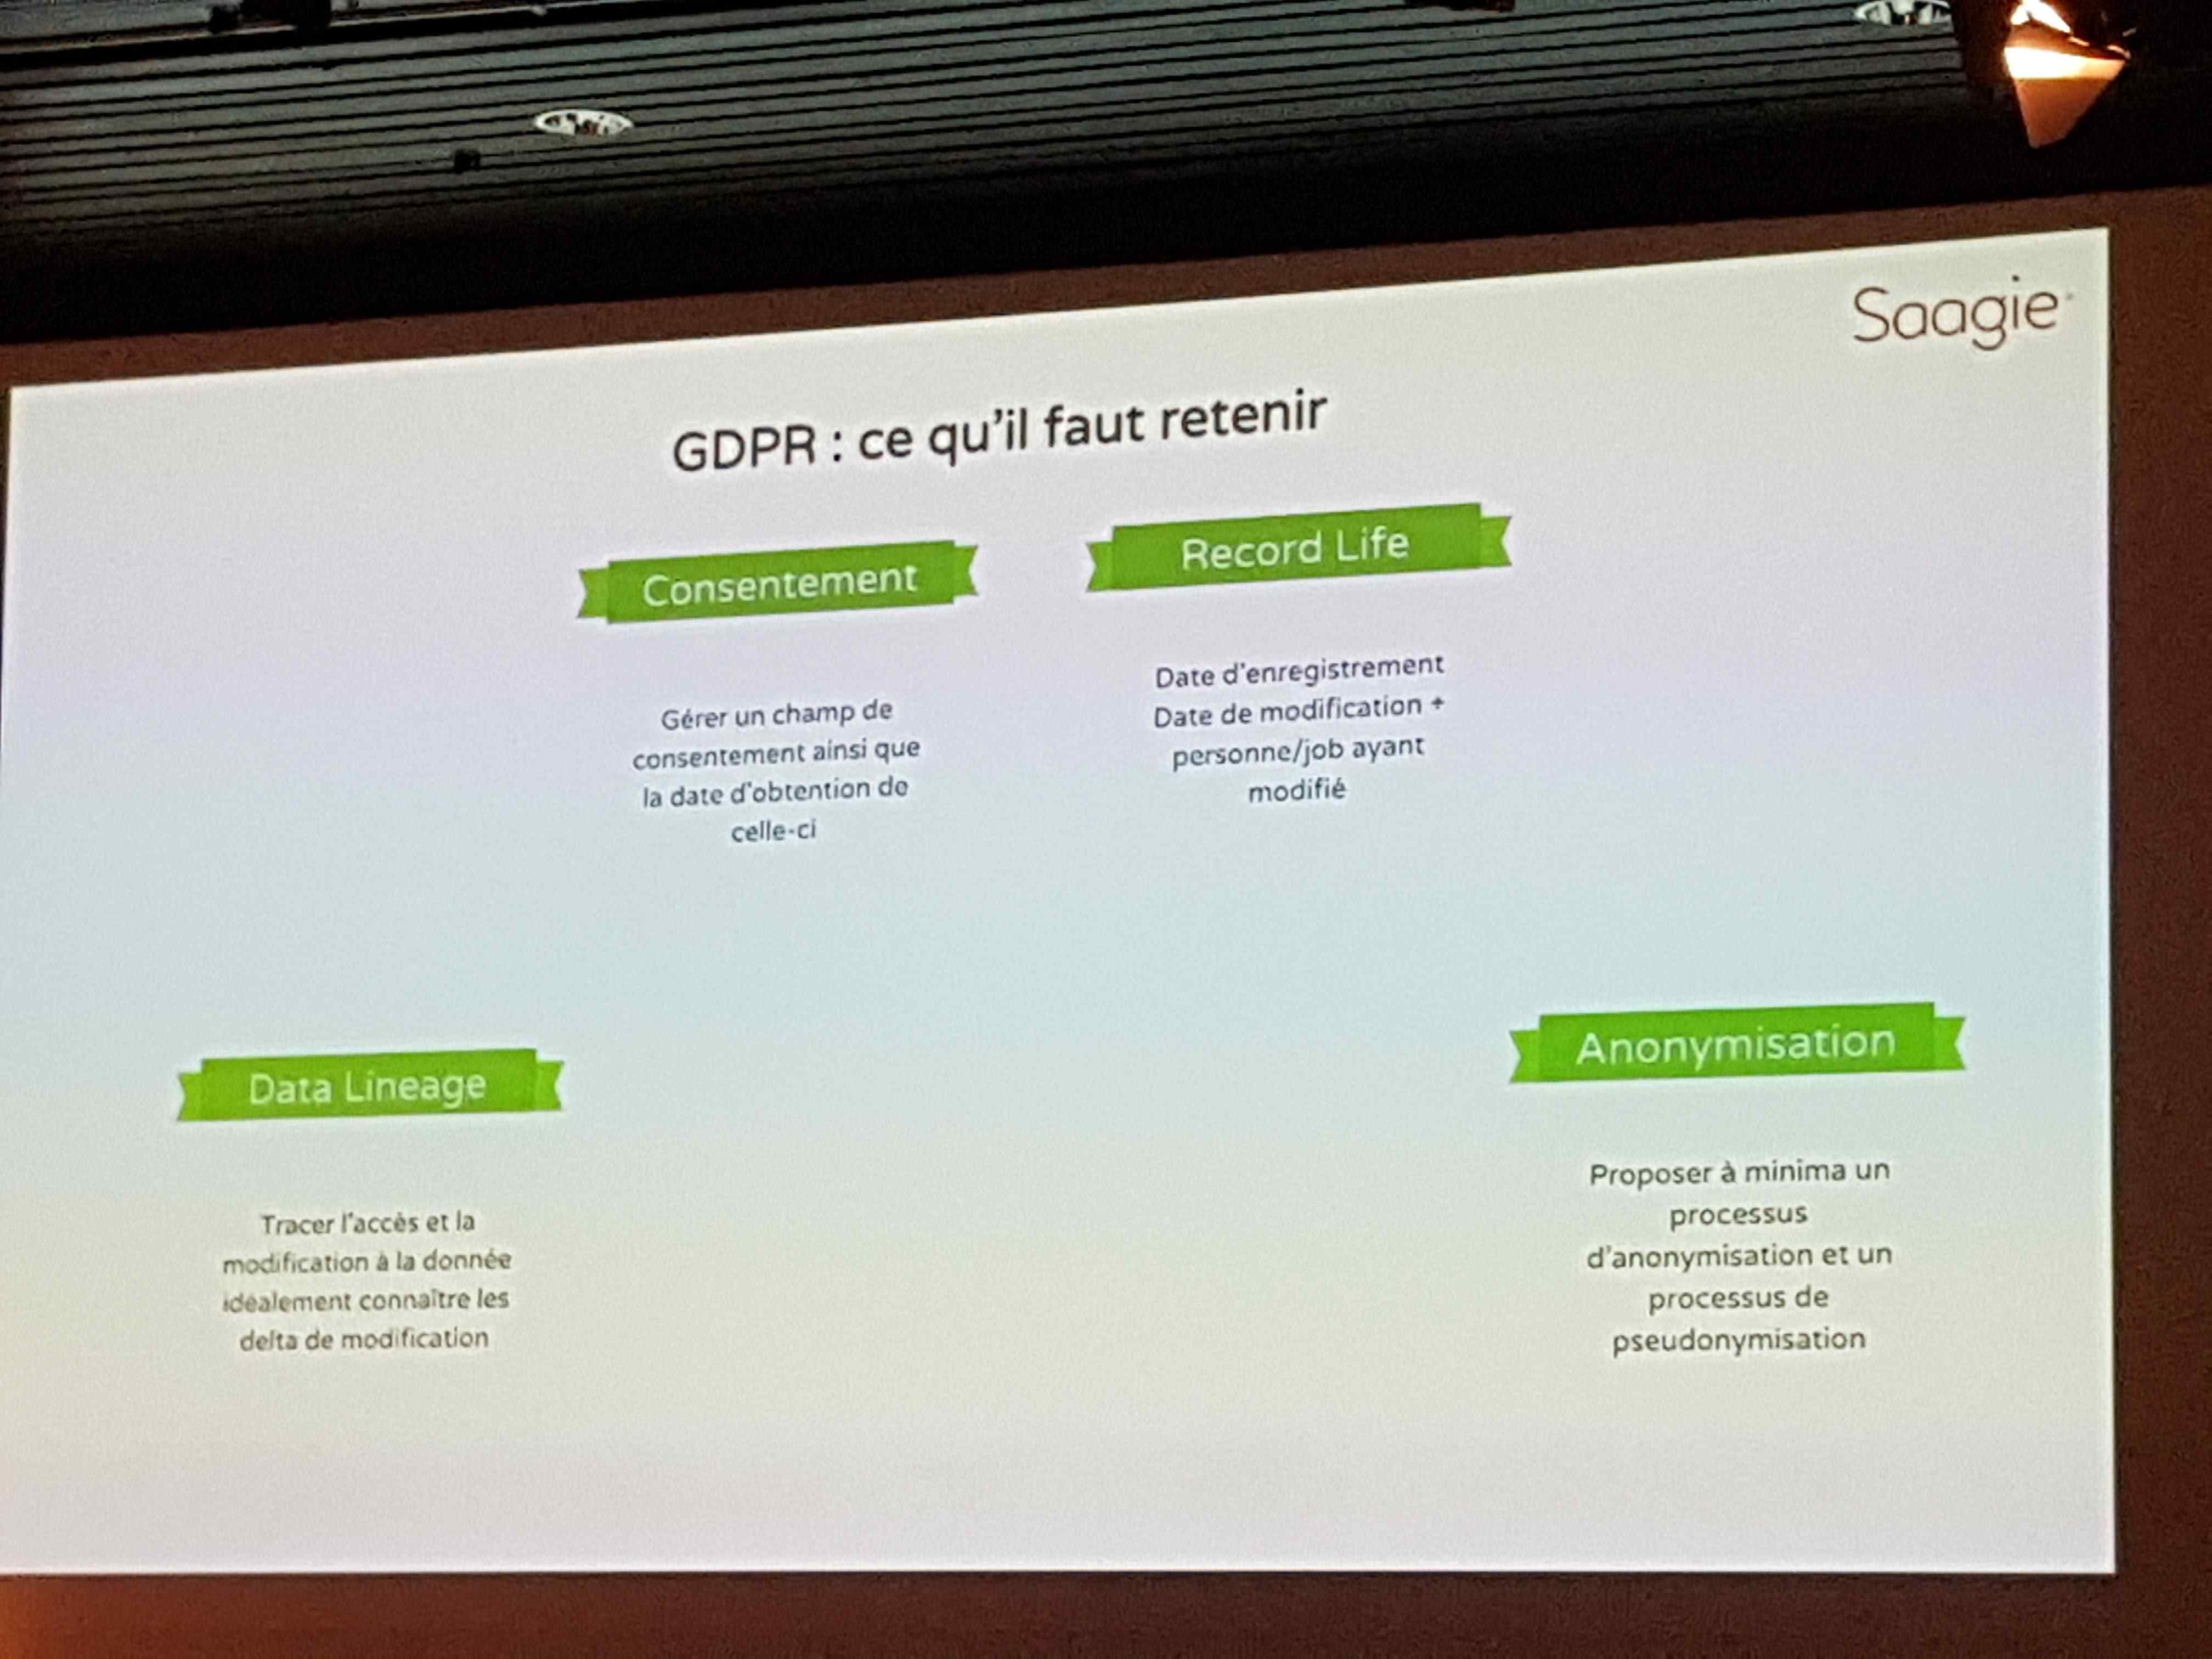 Saagie
GDPR : ce qu'il faut retenir
Consentement
Gérer un champ de
consentement ainsi que
la date d'obtention de
celle-ci
Record Life
Date d'enregistrement
Date de modification +
personne/job ayant
modifié
Data Lineage
Tracer l'accès et la
modification à la donnée
idéalement connaître les
delta de modification
Anonymisation
Proposer à minima un
processus
d'anonymisation et un
processus de
pseudonymisation